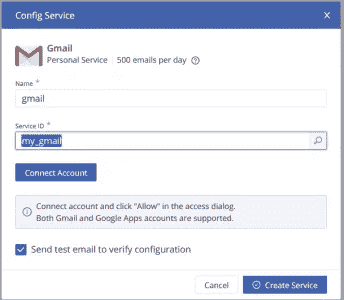 Config Service
Gmail
Personal Service 500 emails per day
Name *
gmail
Service ID *
my_gmail
Connect Account
Connect account and click "Allow" in the access dialog.
Both Gmail and Google Apps accounts are supported.
Send test email to verify configuration
Cancel Create Service